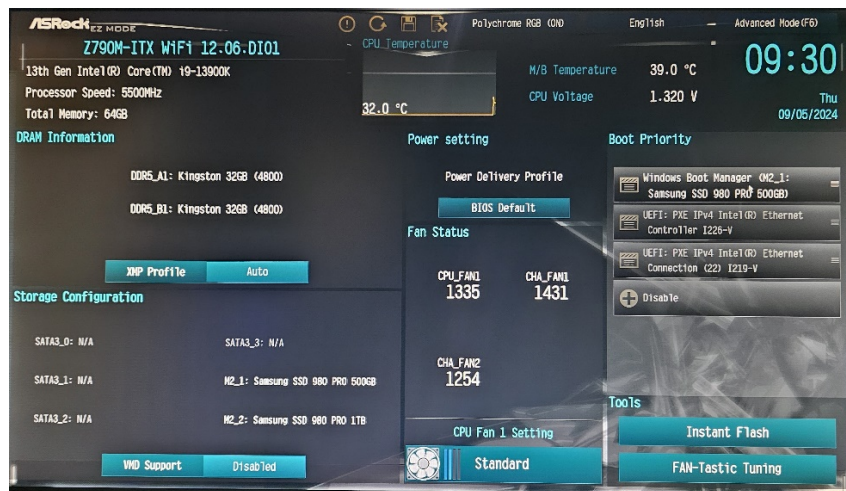 ASRock EZ MODE
Polychrome RGB (ON)
English
Advanced Mode(F6)
Z790M-ITX WiFi 12.06.DI01
13th Gen Intel(R) Core(TM) i9-13900K
Processor Speed: 5500MHz
Total Memory: 64GB
CPU Temperature
32.0 °C
M/B Temperature 39.0 °C
CPU Voltage 1.320 V
09:30
Thu
09/05/2024
DRAM Information
DDR5_A1: Kingston 32GB (4800)
DDR5_B1: Kingston 32GB (4800)
XMP Profile Auto
Storage Configuration
SATA3_0: N/A
SATA3_3: N/A
SATA3_1: N/A
M2_1: Samsung SSD 980 PRO 500GB
SATA3_2: N/A
M2_2: Samsung SSD 980 PRO 1TB
VMD Support Disabled
Power setting
Power Delivery Profile
BIOS Default
Fan Status
CPU_FAN1
1335
CHA_FAN1
1431
CHA_FAN2
1254
CPU Fan 1 Setting
Standard
Boot Priority
Windows Boot Manager (M2_1:
Samsung SSD 980 PRO 500GB)
UEFI: PXE IPv4 Intel(R) Ethernet
Controller I226-V
UEFI: PXE IPv4 Intel(R) Ethernet
Connection (22) I219-V
Disable
Tools
Instant Flash
FAN-Tastic Tuning